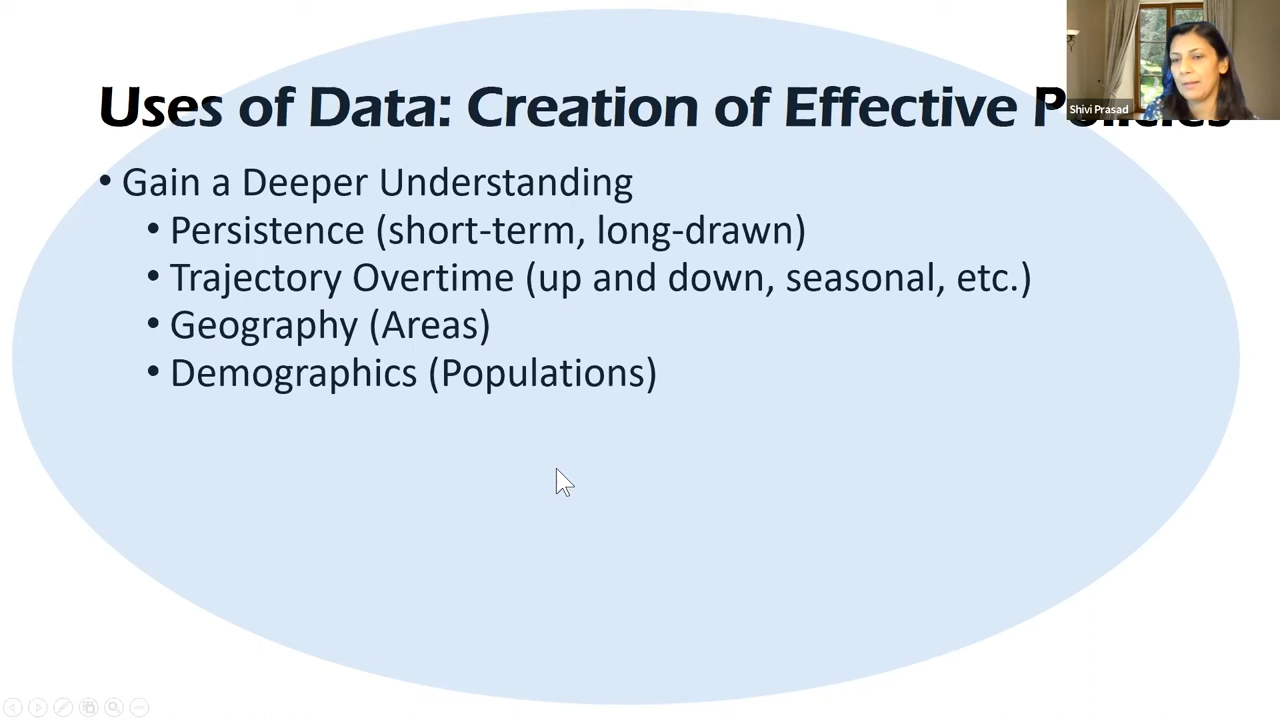 Uses of Data: Creation of Effective Policies
Shivi Prasad
• Gain a Deeper Understanding
• Persistence (short-term, long-drawn)
• Trajectory Overtime (up and down, seasonal, etc.)
• Geography (Areas)
• Demographics (Populations)